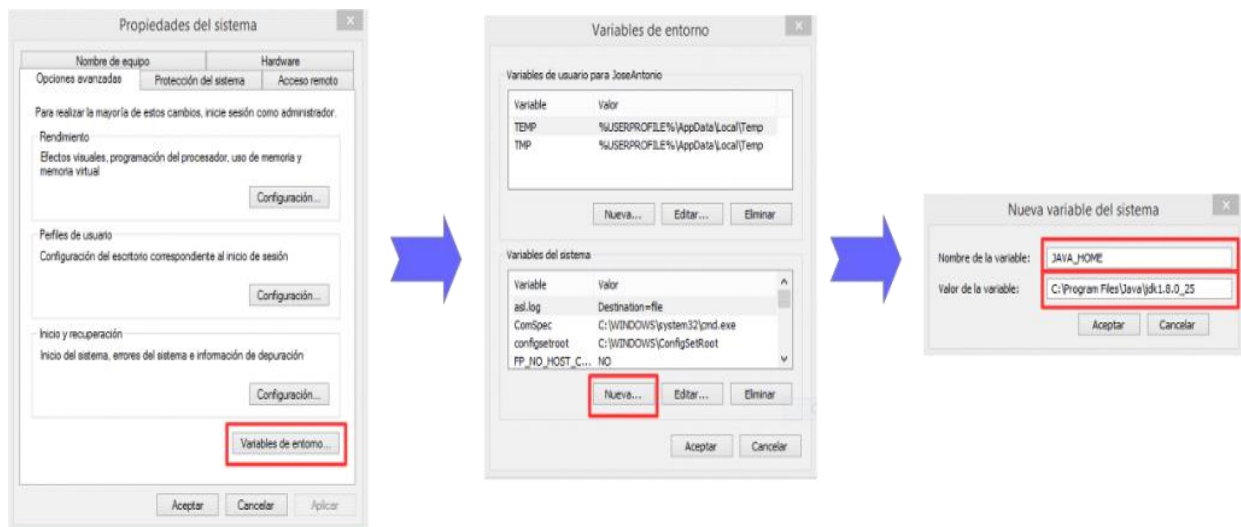 Propiedades del sistema
x
Nombre de equipo
Hardware
Opciones avanzadas
Protección del sistema
Acceso remoto
Para realizar la mayoría de estos cambios, inicie sesión como administrador.
Rendimiento
Efectos visuales, programación del procesador, uso de memoria y
memoria virtual
Configuración...
Perfiles de usuario
Configuración del escritorio correspondiente al inicio de sesión
Configuración...
Inicio y recuperación
Inicio del sistema, errores del sistema e información de depuración
Configuración...
Variables de entorno...
Aceptar
Cancelar
Aplicar
Variables de entorno
x
Variables de usuario para JoseAntonio
Variable Valor
TEMP %USERPROFILE%\AppData\Local\Temp
TMP %USERPROFILE%\AppData\Local\Temp
Nueva...
Editar...
Eliminar
Variables del sistema
Variable Valor
asl.log Destination=file
ComSpec C:\WINDOWS\system32\cmd.exe
configsetroot C:\WINDOWS\ConfigSetRoot
FP_NO_HOST_C... NO
Nueva...
Editar...
Eliminar
Aceptar
Cancelar
Nueva variable del sistema
x
Nombre de la variable: JAVA_HOME
Valor de la variable: C:\Program Files\Java\jdk1.8.0_25
Aceptar
Cancelar